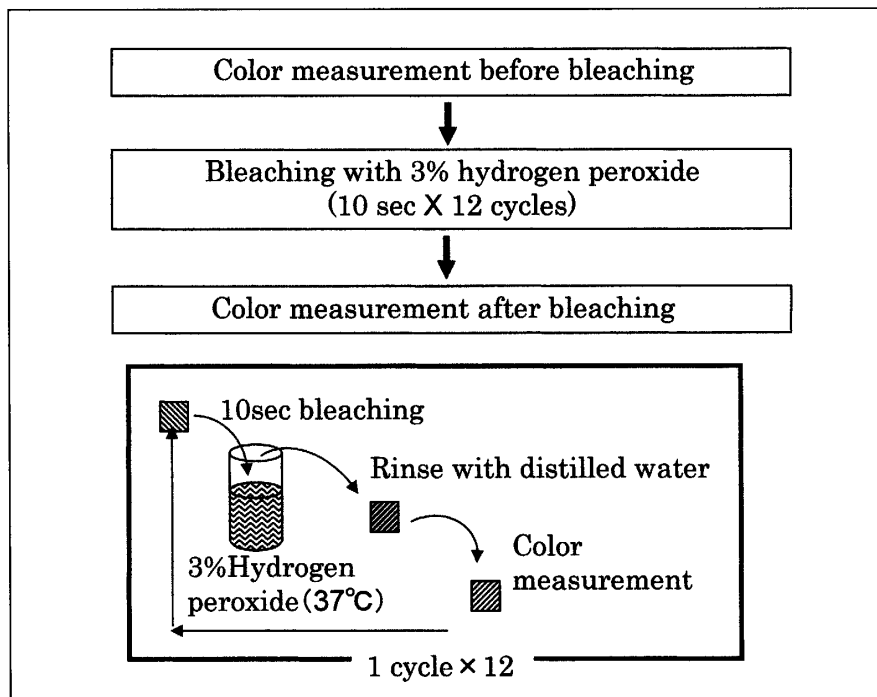 Color measurement before bleaching
Bleaching with 3% hydrogen peroxide
(10 sec X 12 cycles)
Color measurement after bleaching
10sec bleaching
Rinse with distilled water
Color
measurement
3%Hydrogen
peroxide(37℃)
1 cycle × 12